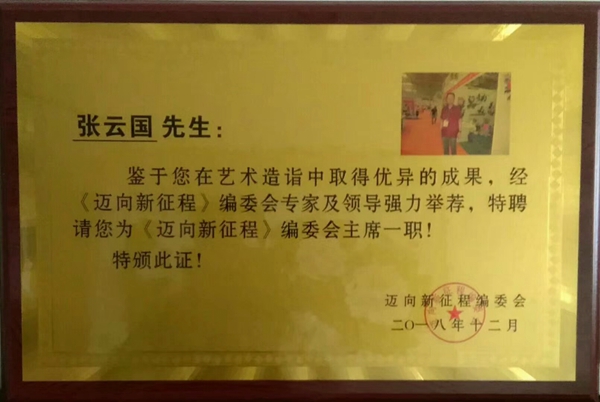 张云国 先生：
鉴于您在艺术造诣中取得优异的成果，经
《迈向新征程》编委会专家及领导强力举荐，特聘
请您为《迈向新征程》编委会主席一职！
特颁此证！
迈向新征程编委会
二〇一八年十二月